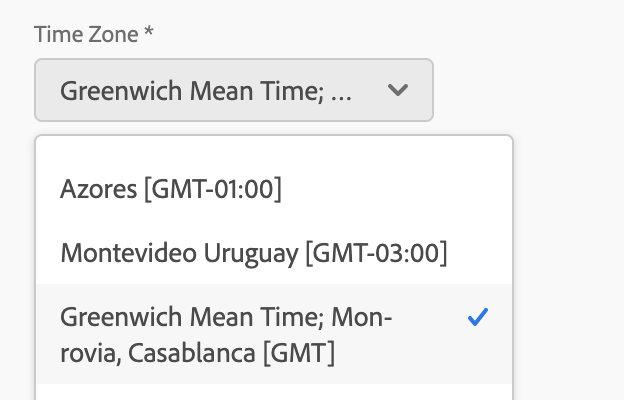 Time Zone *
Greenwich Mean Time; ...
Azores [GMT-01:00]
Montevideo Uruguay [GMT-03:00]
Greenwich Mean Time; Mon-
rovia, Casablanca [GMT]